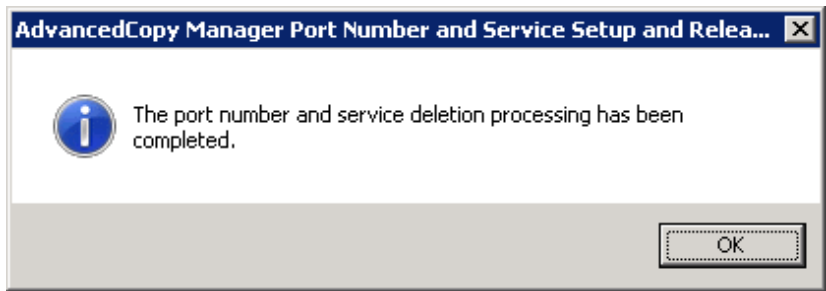 AdvancedCopy Manager Port Number and Service Setup and Relea...
The port number and service deletion processing has been
completed.
OK